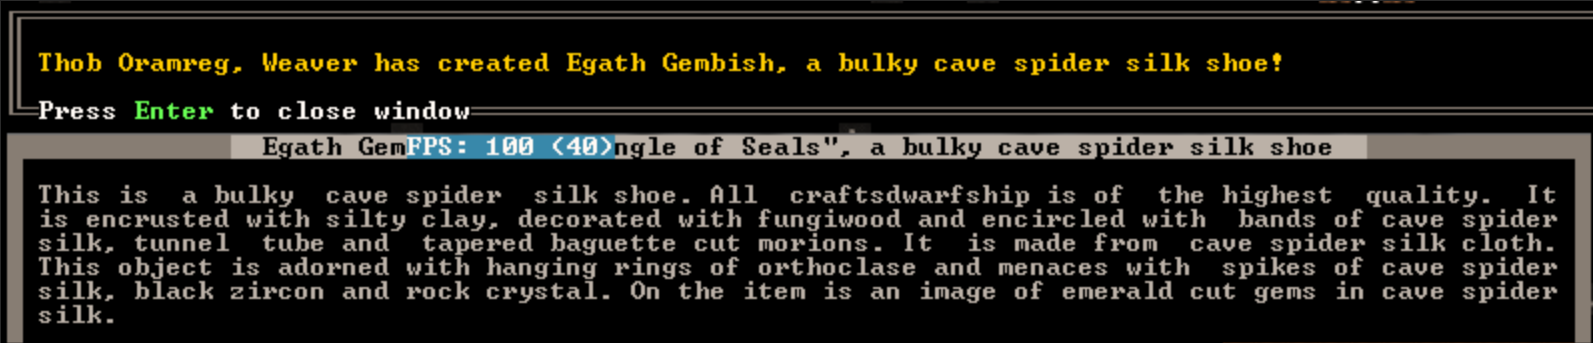 Thob Oramreg, Weaver has created Egath Gembish, a bulky cave spider silk shoe!
Press Enter to close window
Egath GemFPS: 100 (40)ngle of Seals", a bulky cave spider silk shoe
This is a bulky cave spider silk shoe. All craftsdwarfship is of the highest quality. It
is encrusted with silty clay, decorated with fungiwood and encircled with bands of cave spider
silk, tunnel tube and tapered baguette cut morions. It is made from cave spider silk cloth.
This object is adorned with hanging rings of orthoclase and menaces with spikes of cave spider
silk, black zircon and rock crystal. On the item is an image of emerald cut gems in cave spider
silk.